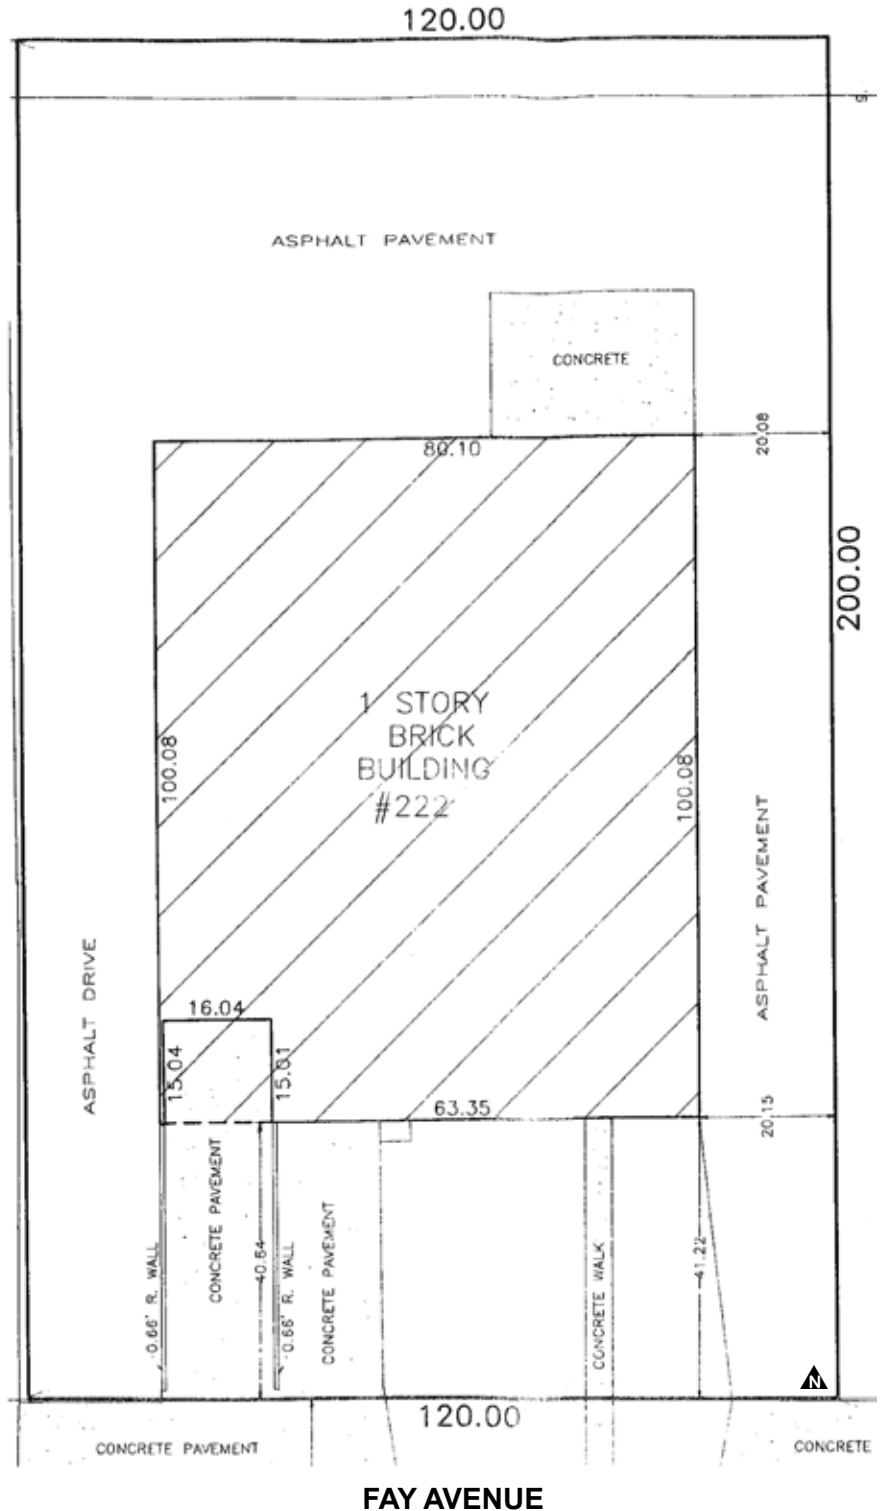 120.00
5
ASPHALT PAVEMENT
CONCRETE
20.08
80.10
200.00
1 STORY
BRICK
BUILDING
#222
100.08
100.08
ASPHALT PAVEMENT
ASPHALT DRIVE
16.04
15.04
15.01
63.35
20.15
CONCRETE PAVEMENT
0.66' R. WALL
40.64
0.66' R. WALL
CONCRETE PAVEMENT
CONCRETE WALK
41.22
N
120.00
CONCRETE PAVEMENT
CONCRETE
FAY AVENUE